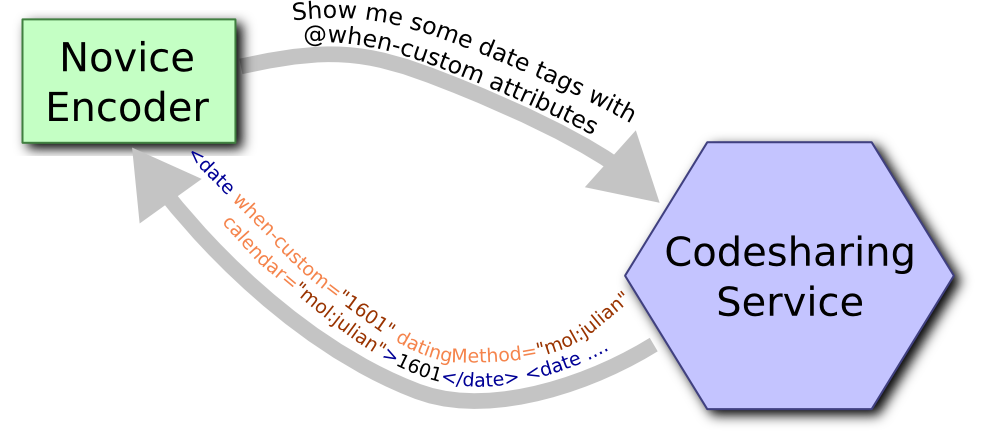 Novice
Encoder
Show me some date tags with
@when-custom attributes
Codesharing
Service
<date when-custom="1601" datingMethod="mol:julian"
calendar="mol:julian">1601</date> <date ....